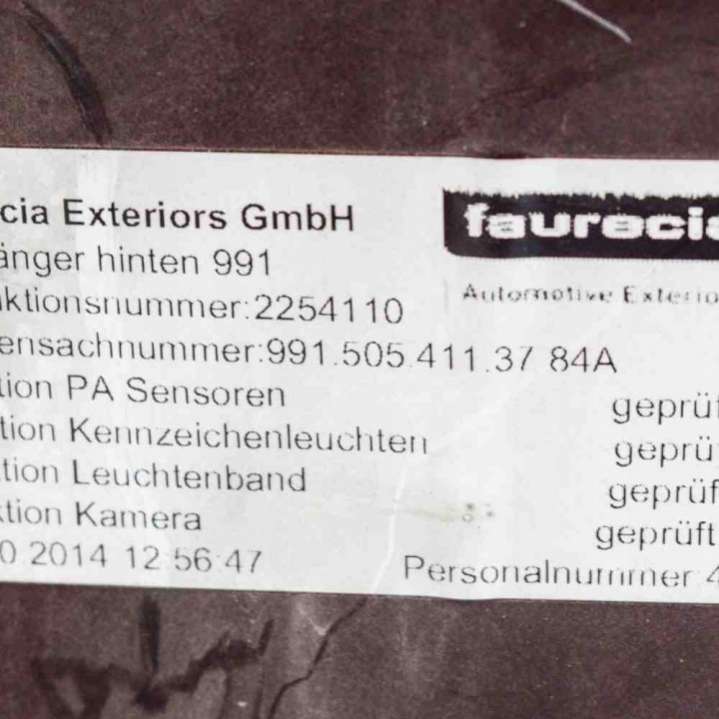 cia Exteriors GmbH
faurecia
änger hinten 991
Automotive Exterio
ktionsnummer:2254110
ensachnummer:991.505.411.37 84A
tion PA Sensoren geprüf
tion Kennzeichenleuchten geprü
tion Leuchtenband geprüf
ktion Kamera geprüft
0.2014 12:56:47 Personalnummer 4